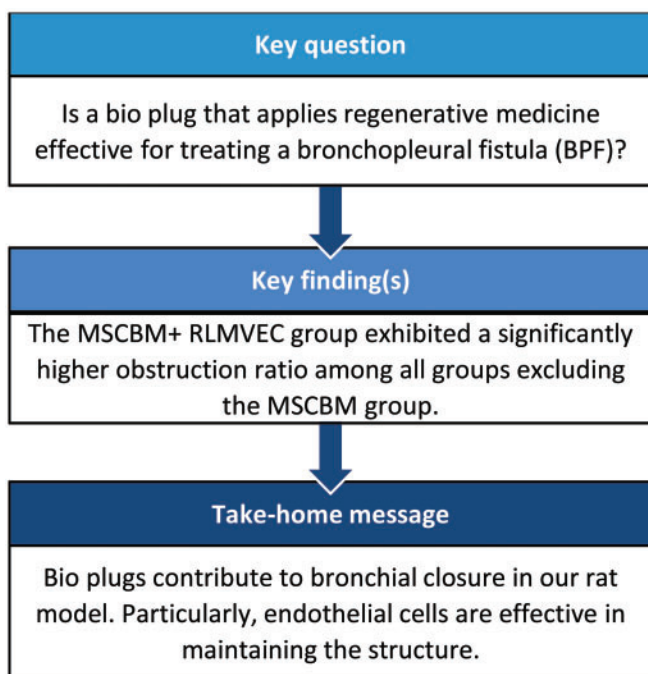 Key question
Is a bio plug that applies regenerative medicine
effective for treating a bronchopleural fistula (BPF)?
Key finding(s)
The MSCBM+ RLMVEC group exhibited a significantly
higher obstruction ratio among all groups excluding
the MSCBM group.
Take-home message
Bio plugs contribute to bronchial closure in our rat
model. Particularly, endothelial cells are effective in
maintaining the structure.